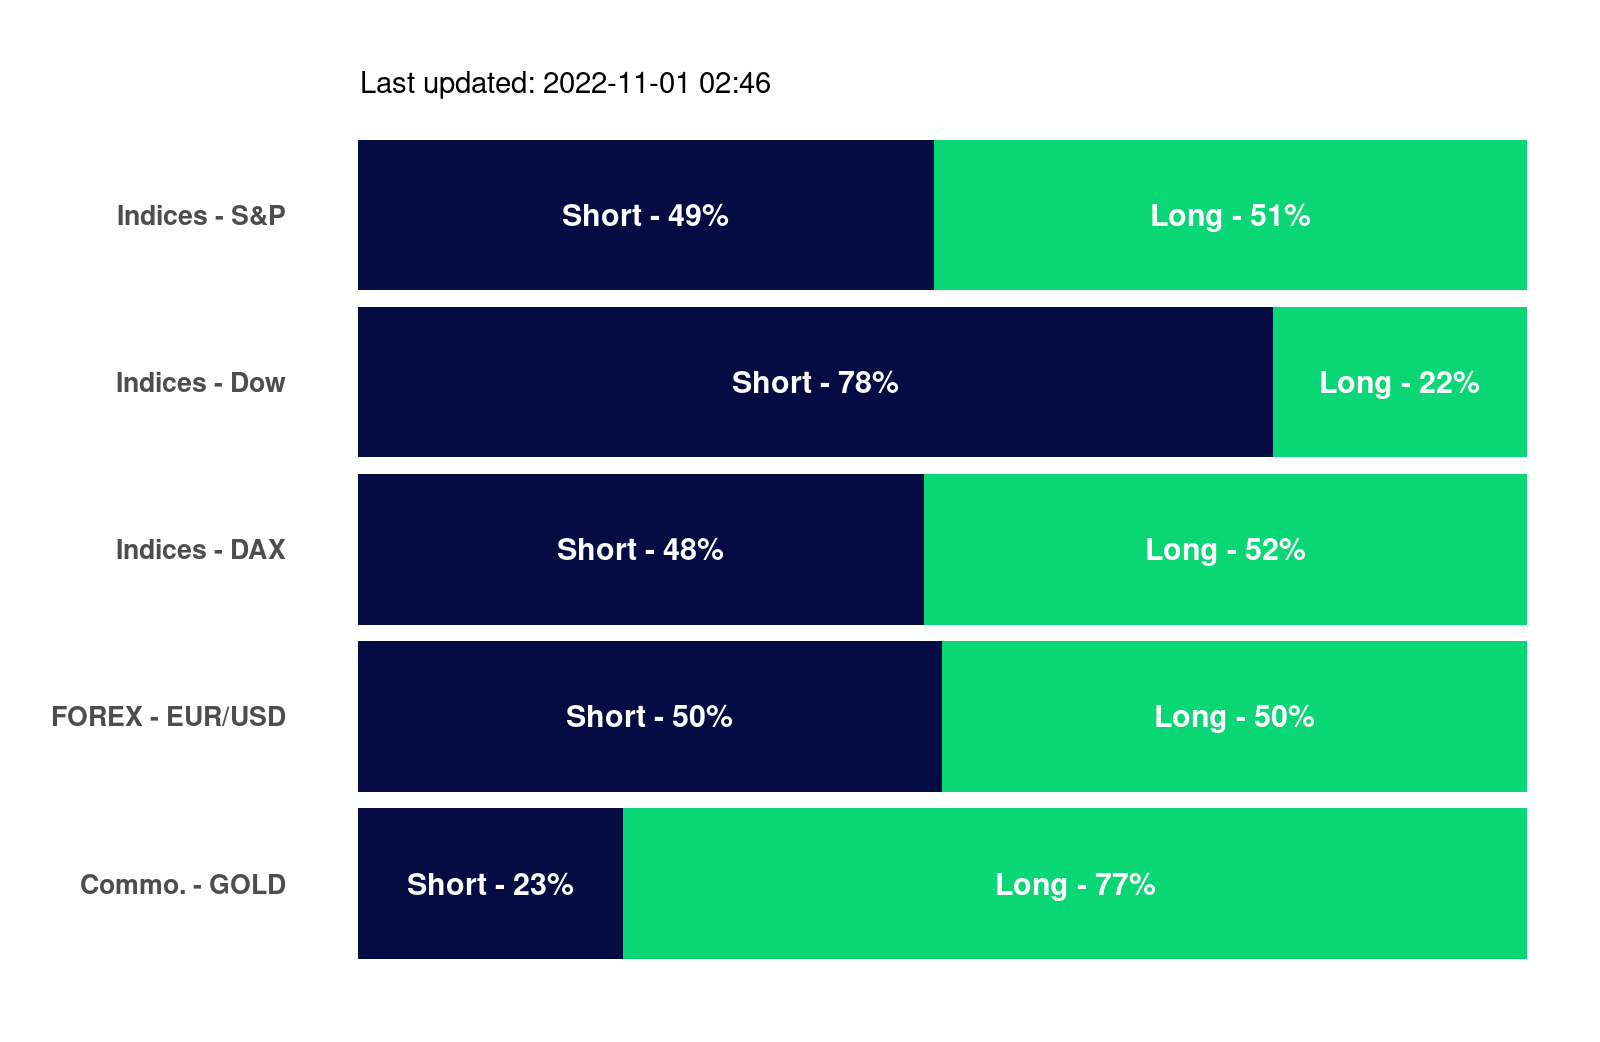 Last updated: 2022-11-01 02:46
Indices - S&P
Short - 49%
Long - 51%
Indices - Dow
Short - 78%
Long - 22%
Indices - DAX
Short - 48%
Long - 52%
FOREX - EUR/USD
Short - 50%
Long - 50%
Commo. - GOLD
Short - 23%
Long - 77%